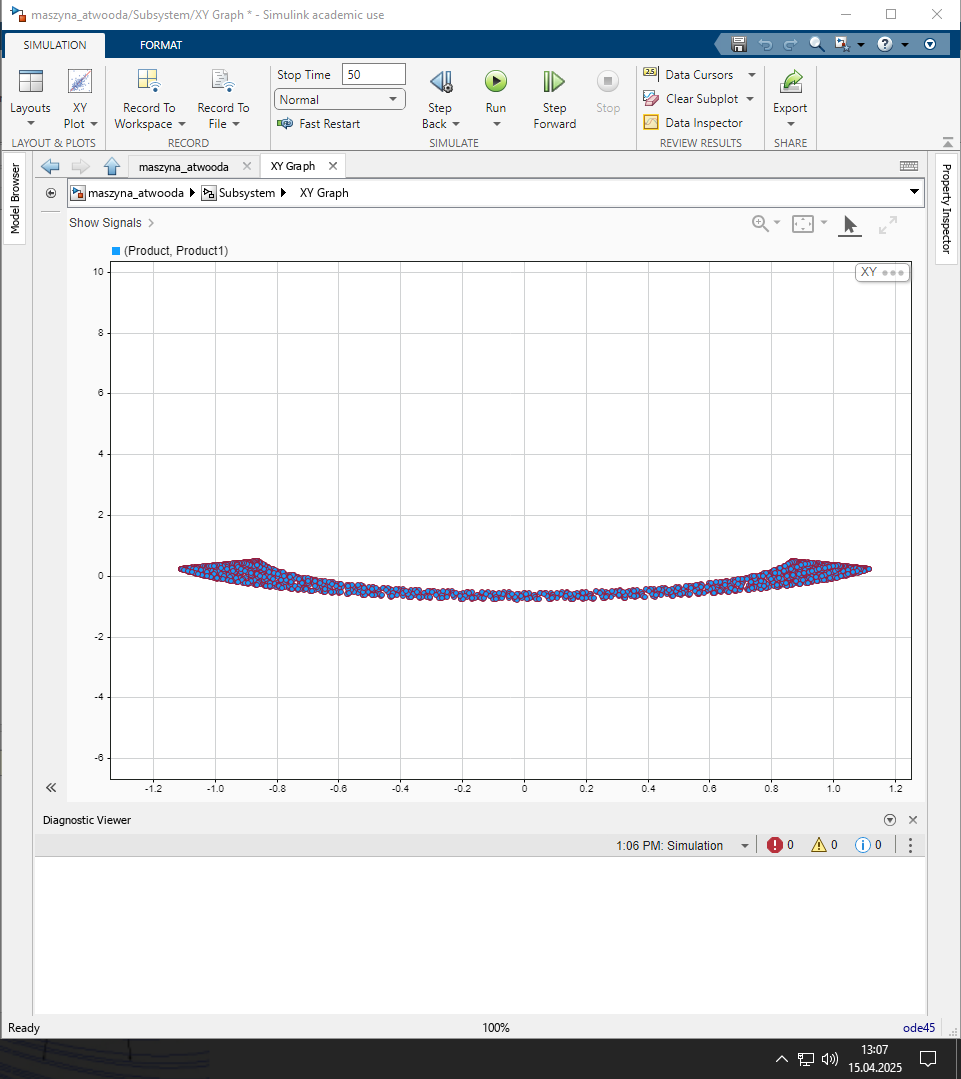 maszyna_atwooda/Subsystem/XY Graph * - Simulink academic use
SIMULATION FORMAT
Stop Time 50
Normal
Fast Restart
Layouts
XY Plot
LAYOUT & PLOTS
Record To Workspace
Record To File
RECORD
Step Back
Run
Step Forward
Stop
SIMULATE
2.5 Data Cursors
Clear Subplot
Data Inspector
REVIEW RESULTS
Export
SHARE
Model Browser
Property Inspector
maszyna_atwooda XY Graph
maszyna_atwooda Subsystem XY Graph
Show Signals
(Product, Product1)
XY
10
8
6
4
2
0
-2
-4
-6
-1.2 -1.0 -0.8 -0.6 -0.4 -0.2 0 0.2 0.4 0.6 0.8 1.0 1.2
Diagnostic Viewer
1:06 PM: Simulation 0 0 0
Ready 100% ode45
13:07
15.04.2025